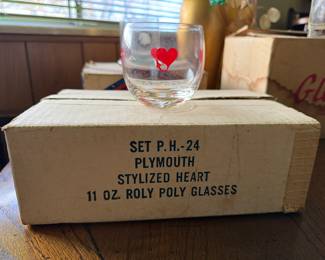 SET P.H.-24
PLYMOUTH
STYLIZED HEART
11 OZ. ROLY POLY GLASSES